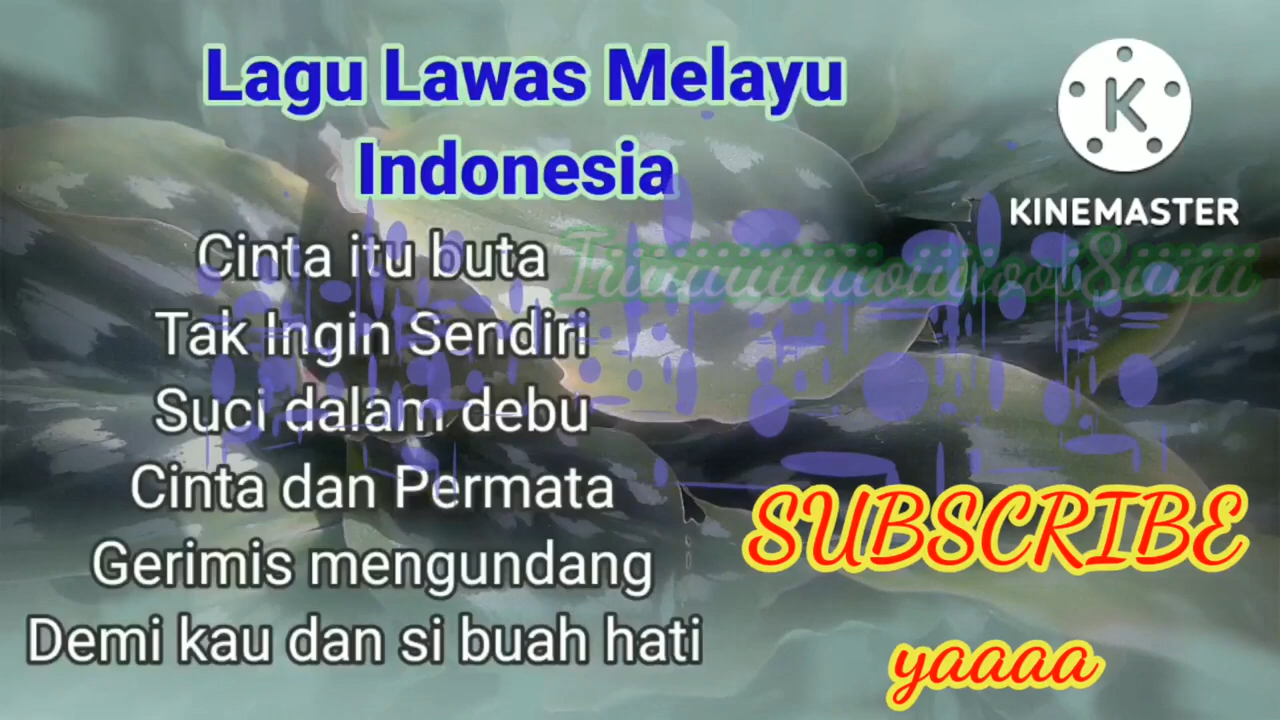 Lagu Lawas Melayu
Indonesia
K
KINEMASTER
Cinta itu buta
Tak Ingin Sendiri
Suci dalam debu
Cinta dan Permata
Gerimis mengundang
Demi kau dan si buah hati
SUBSCRIBE
yaaaa